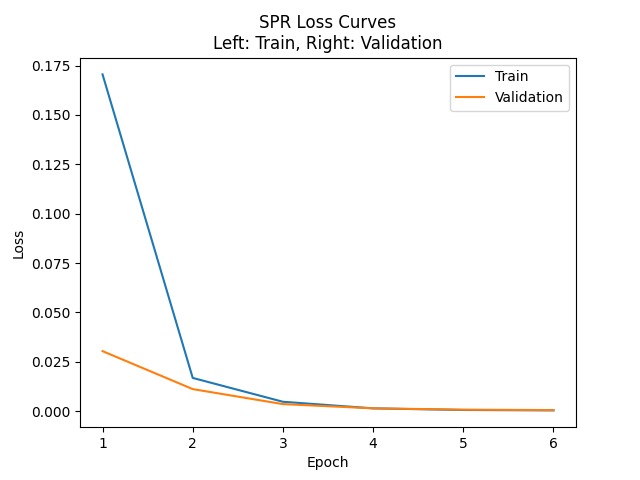 SPR Loss Curves
Left: Train, Right: Validation
Train
Validation
0.175
0.150
0.125
0.100
0.075
0.050
0.025
0.000
Loss
1 2 3 4 5 6
Epoch